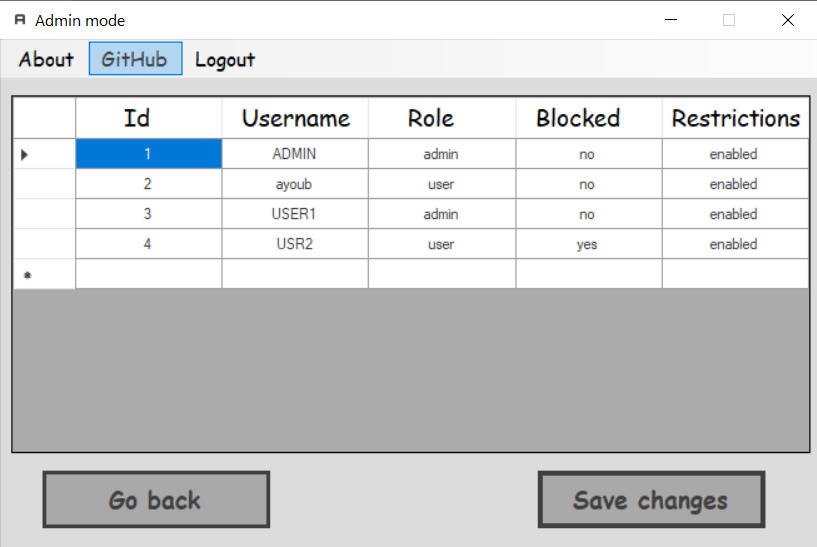 Admin mode
About GitHub Logout
Id Username Role Blocked Restrictions
1 ADMIN admin no enabled
2 ayoub user no enabled
3 USER1 admin no enabled
4 USR2 user yes enabled
Go back Save changes